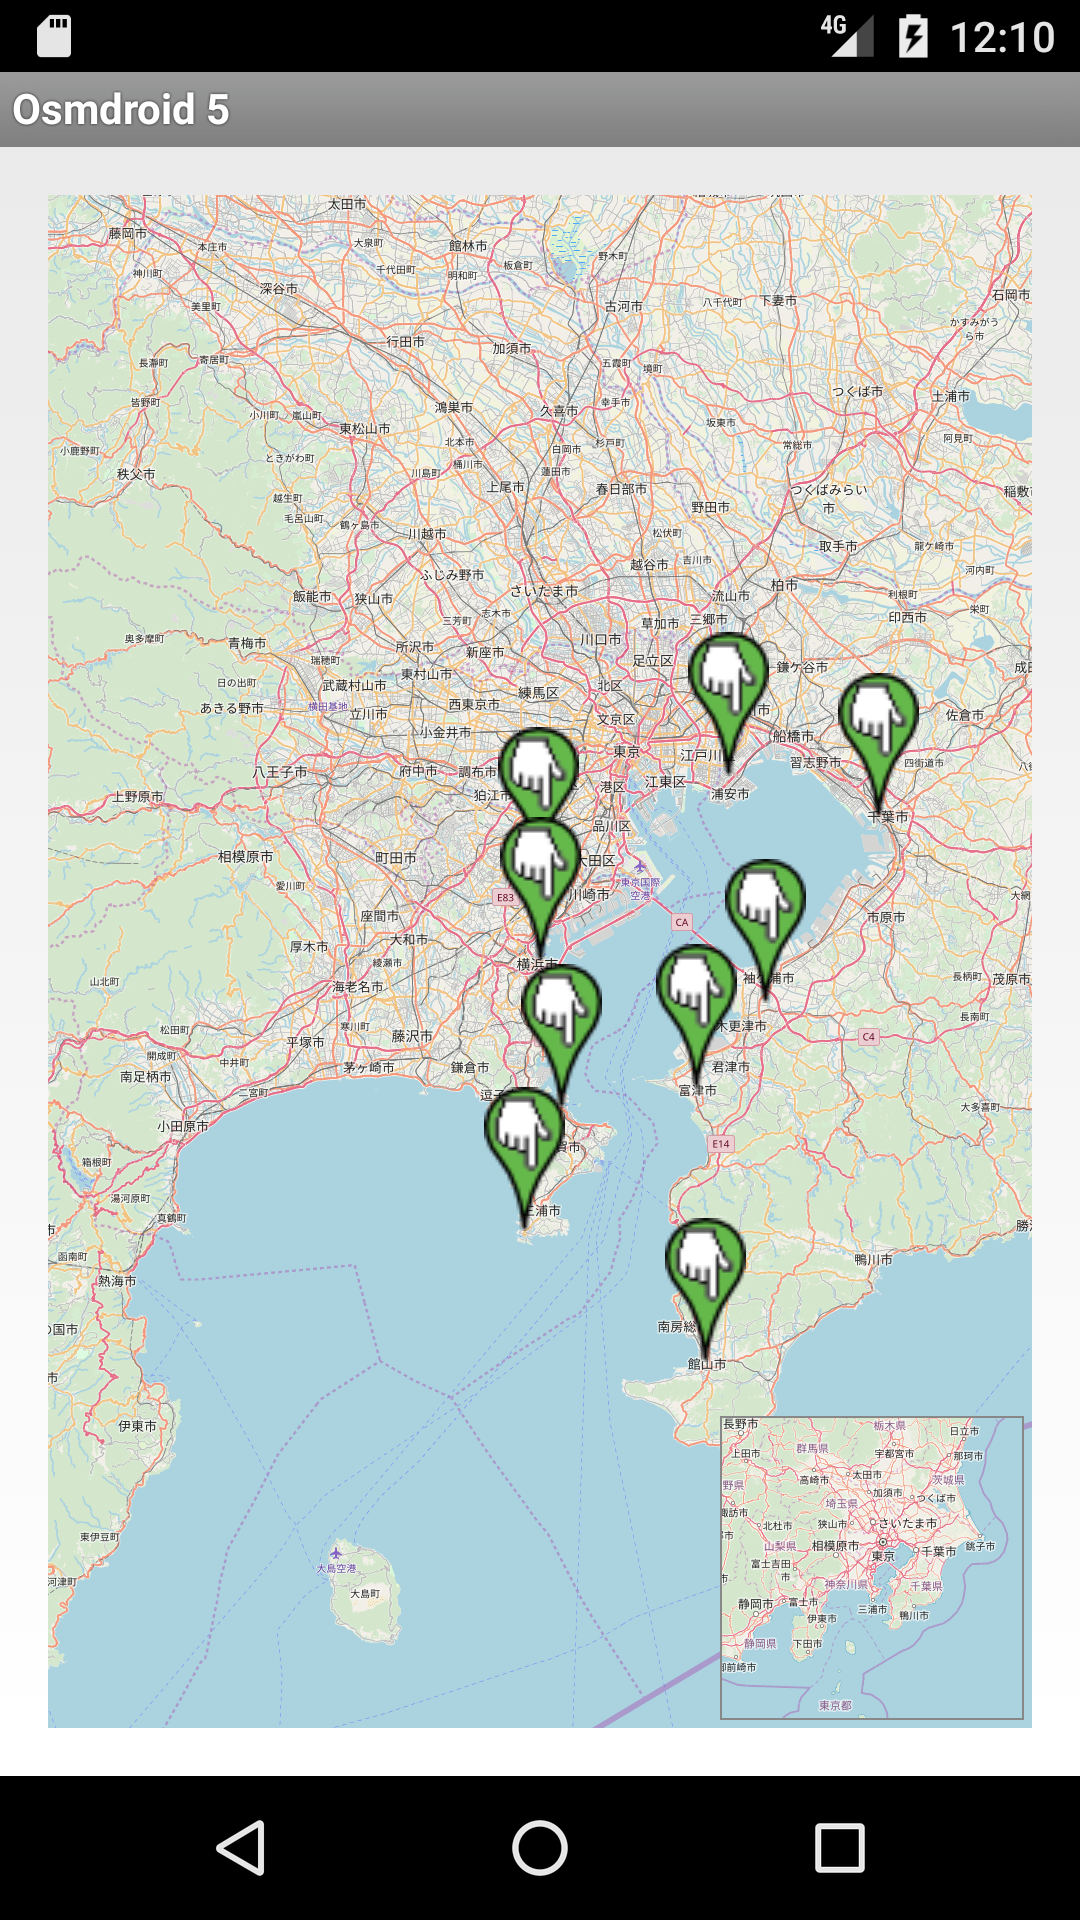 4G
12:10
Osmdroid 5
太田市
藤岡市
本庄市
大泉町
館林市
野木町
神川町
千代田町
明和町
板倉町
深谷市
美里町
古河市
八千代町
下妻市
石岡市
かすみがう
ら市
行田市
加須市
長瀞町
寄居町
五霞町
境町
つくば市
土浦市
皆野町
小川町
嵐山町
鴻巣市
久喜市
幸手市
坂東市
東松山市
北本市
白岡市
杉戸町
常総市
阿見町
小鹿野町
ときがわ町
秩父市
川島町
桶川市
蓮田市
上尾市
春日部市
つくばみらい
市
稲敷市
越生町
毛呂山町
鶴ヶ島市
川越市
野田市
松伏町
取手市
龍ケ崎市
越谷市
吉川市
河内町
ふじみ野市
さいたま市
柏市
飯能市
狭山市
志木市
流山市
利根町
栄町
三芳町
草加市
三郷市
印西市
奥多摩町
青梅市
所沢市
新座市
川口市
瑞穂町
東村山市
足立区
鎌ケ谷市
成田
日の出町
武蔵村山市
練馬区
北区
あきる野市
横田基地
立川市
西東京市
文京区
市
佐倉市
小金井市
東京
江戸川
船橋市
八王子市
府中市
調布市
江東区
習志野市
四街道市
上野原市
狛江市
港区
浦安市
千葉市
品川区
相模原市
町田市
大田区
愛川町
東京国際
空港
E83
川崎市
大網
座間市
CA
市原市
厚木市
大和市
綾瀬市
横浜市
袖ケ浦市
山北町
海老名市
長柄町
茂原市
長南町
松田町
寒川町
木更津市
開成町
中井町
平塚市
藤沢市
C4
南足柄市
茅ヶ崎市
鎌倉市
君津市
二宮町
逗子
富津市
大多喜町
小田原市
賀市
E14
箱根町
湯河原町
真鶴町
三浦市
市
勝
函南町
鴨川市
熱海市
の国市
南房総
館山市
市
伊東市
東伊豆町
大島空港
河津町
大島町
長野市
栃木県
日立市
上田市
群馬県
宇都宮市
那珂市
野県
高崎市
太田市
茨城県
加須市
つくば市
諏訪市
埼玉県
北杜市
狭山市
さいたま市
市
山梨県
相模原市
東京
千葉市
銚子市
富士吉田
市
神奈川県
千葉県
静岡市
富士市
三浦市
鴨川市
伊東市
静岡県
下田市
御前崎市
東京都